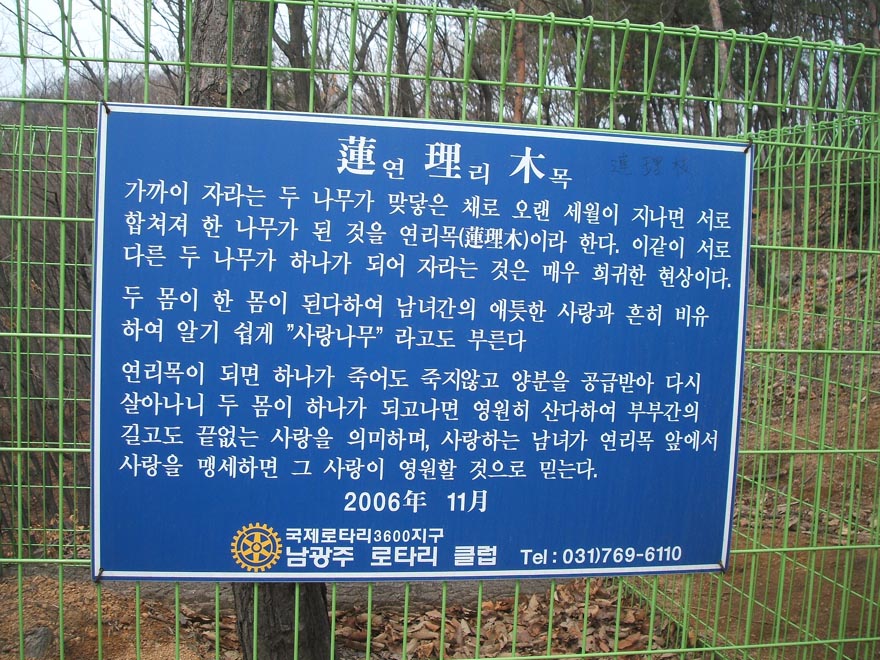 蓮연 理리 木목 連理木
가까이 자라는 두 나무가 맞닿은 채로 오랜 세월이 지나면 서로
합쳐져 한 나무가 된 것을 연리목(蓮理木)이라 한다. 이같이 서로
다른 두 나무가 하나가 되어 자라는 것은 매우 희귀한 현상이다.
두 몸이 한 몸이 된다하여 남녀간의 애틋한 사랑과 흔히 비유
하여 알기 쉽게 ”사랑나무” 라고도 부른다
연리목이 되면 하나가 죽어도 죽지않고 양분을 공급받아 다시
살아나니 두 몸이 하나가 되고나면 영원히 산다하여 부부간의
길고도 끝없는 사랑을 의미하며, 사랑하는 남녀가 연리목 앞에서
사랑을 맹세하면 그 사랑이 영원할 것으로 믿는다.
2006年 11月
국제로타리3600지구
남광주 로타리 클럽 Tel : 031)769-6110